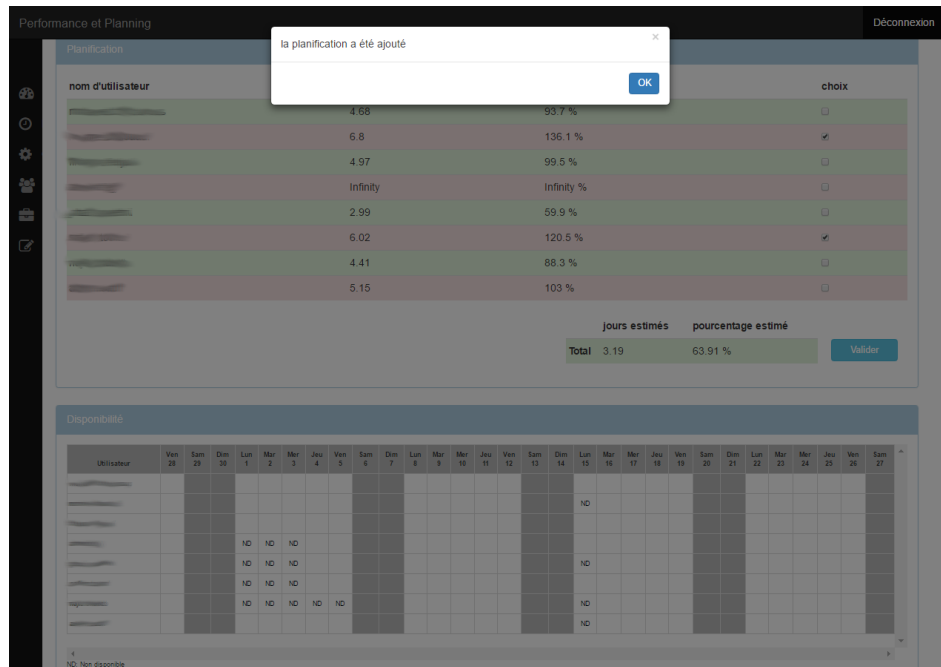 Performance et Planning Déconnexion
la planification a été ajouté ×
OK
Planification
nom d'utilisateur choix
4.68 93.7 %
6.8 136.1 %
4.97 99.5 %
Infinity Infinity %
2.99 59.9 %
6.02 120.5 %
4.41 88.3 %
5.15 103 %
jours estimés pourcentage estimé
Total 3.19 63.91 % Valider
Disponibilité
Utilisateur Ven 28 Sam 29 Dim 30 Lun 1 Mar 2 Mer 3 Jeu 4 Ven 5 Sam 6 Dim 7 Lun 8 Mar 9 Mer 10 Jeu 11 Ven 12 Sam 13 Dim 14 Lun 15 Mar 16 Mer 17 Jeu 18 Ven 19 Sam 20 Dim 21 Lun 22 Mar 23 Mer 24 Jeu 25 Ven 26 Sam 27
ND
ND ND ND
ND ND ND ND
ND ND ND
ND ND ND ND ND ND
ND
ND: Non disponible